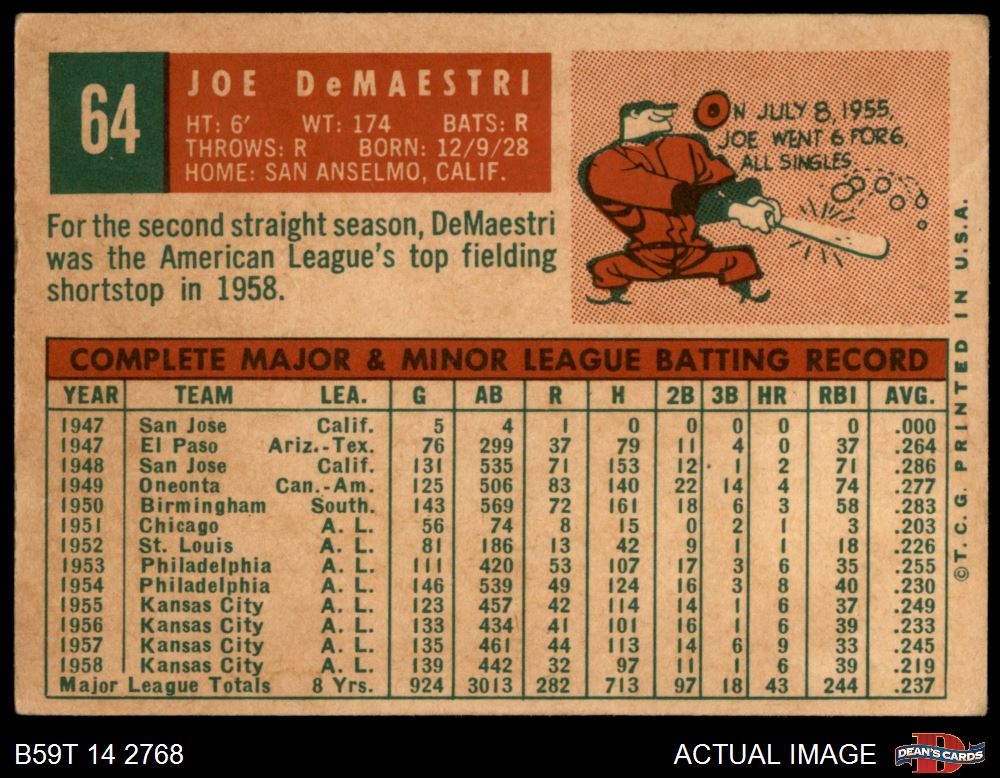 64
JOE DeMAESTRI
HT: 6' WT: 174 BATS: R
THROWS: R BORN: 12/9/28
HOME: SAN ANSELMO, CALIF.
ON JULY 8, 1955,
JOE WENT 6 FOR 6,
ALL SINGLES.
For the second straight season, DeMaestri
was the American League's top fielding
shortstop in 1958.
COMPLETE MAJOR & MINOR LEAGUE BATTING RECORD
YEAR TEAM LEA. G AB R H 2B 3B HR RBI AVG.
1947 San Jose Calif. 5 4 1 0 0 0 0 0 .000
1947 El Paso Ariz.-Tex. 76 299 37 79 11 4 0 37 .264
1948 San Jose Calif. 131 535 71 153 12 1 2 71 .286
1949 Oneonta Can.-Am. 125 506 83 140 22 14 4 74 .277
1950 Birmingham South. 143 569 72 161 18 6 3 58 .283
1951 Chicago A. L. 56 74 8 15 0 2 1 3 .203
1952 St. Louis A. L. 81 186 13 42 9 1 1 18 .226
1953 Philadelphia A. L. 111 420 53 107 17 3 6 35 .255
1954 Philadelphia A. L. 146 539 49 124 16 3 8 40 .230
1955 Kansas City A. L. 123 457 42 114 14 1 6 37 .249
1956 Kansas City A. L. 133 434 41 101 16 1 6 39 .233
1957 Kansas City A. L. 135 461 44 113 14 6 9 33 .245
1958 Kansas City A. L. 139 442 32 97 11 1 6 39 .219
Major League Totals 8 Yrs. 924 3013 282 713 97 18 43 244 .237
© T. C. G. PRINTED IN U.S.A.
B59T 14 2768
ACTUAL IMAGE
D
DEAN'S CARDS